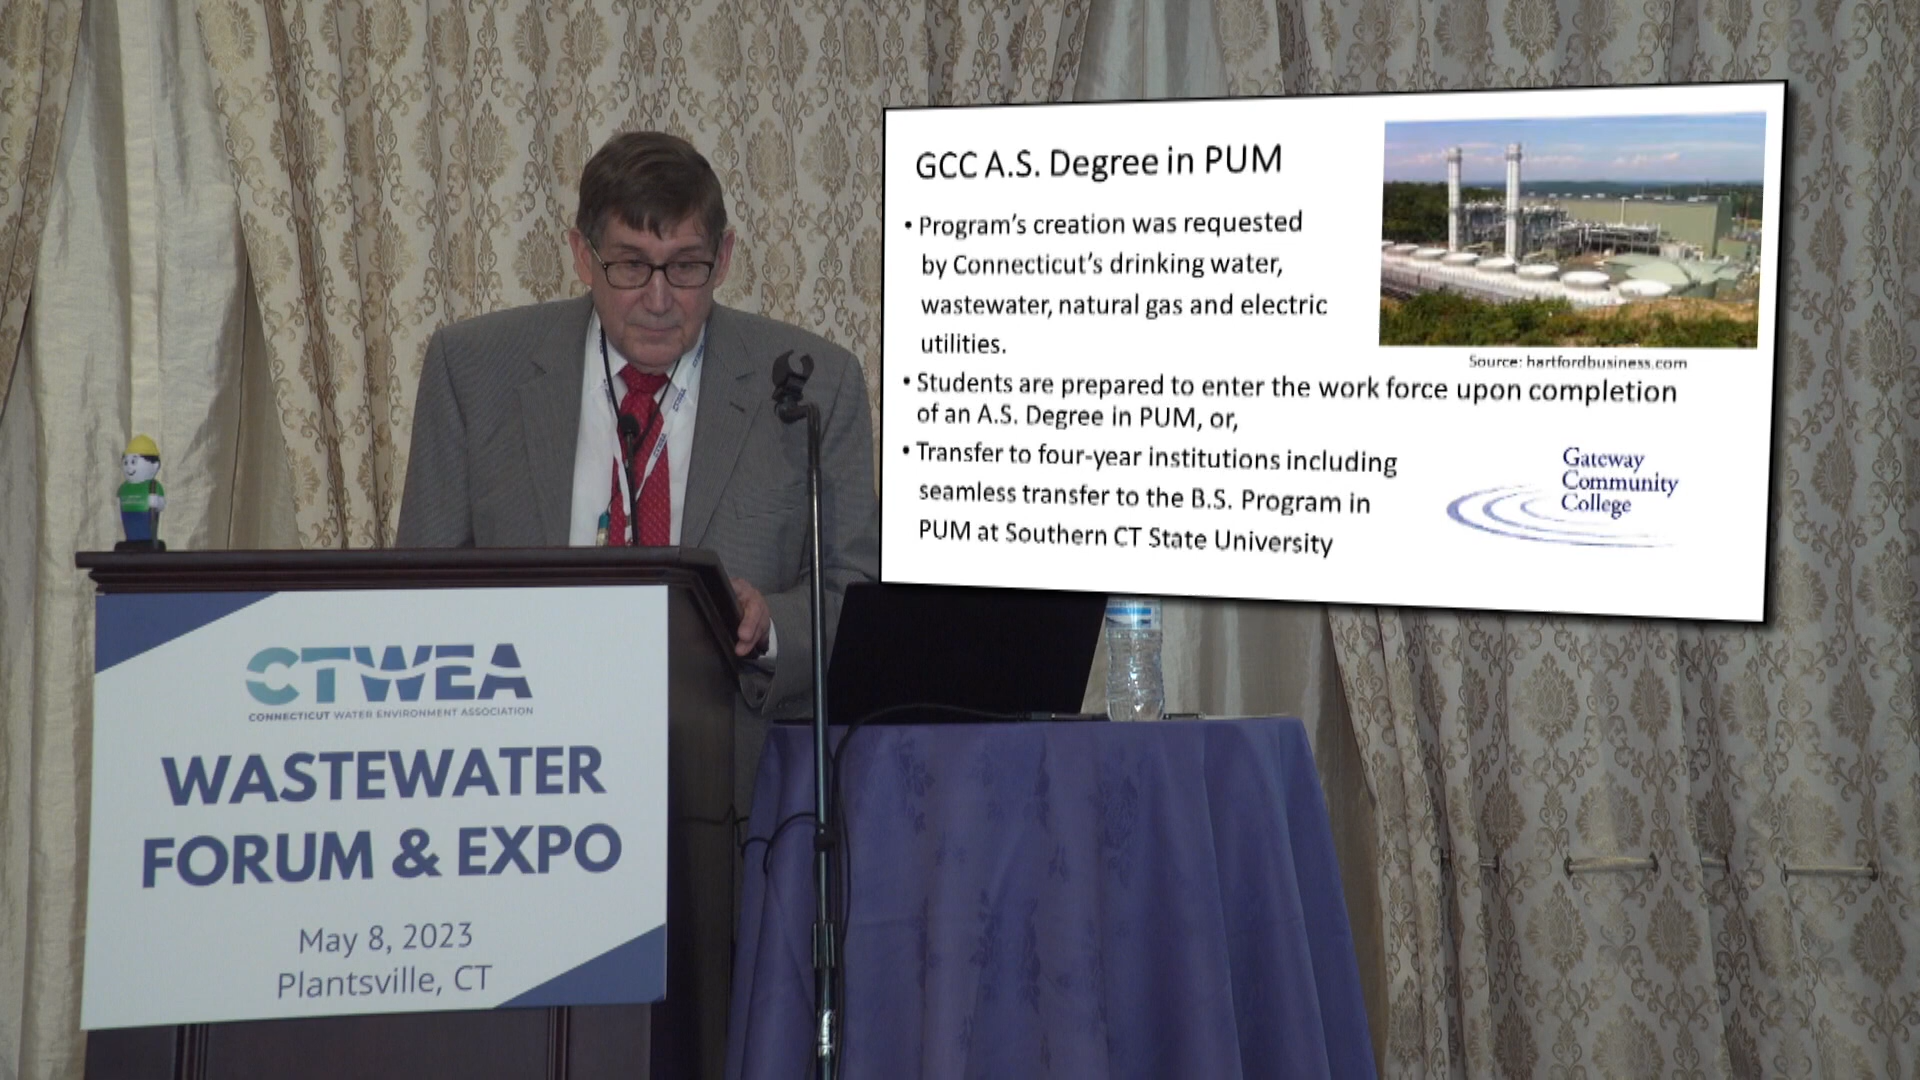 GCC A.S. Degree in PUM
• Program's creation was requested
by Connecticut's drinking water,
wastewater, natural gas and electric
utilities.
Source: hartfordbusiness.com
• Students are prepared to enter the work force upon completion
of an A.S. Degree in PUM, or,
• Transfer to four-year institutions including
seamless transfer to the B.S. Program in
PUM at Southern CT State University
Gateway
Community
College
CTWEA
CONNECTICUT WATER ENVIRONMENT ASSOCIATION
WASTEWATER
FORUM & EXPO
May 8, 2023
Plantsville, CT